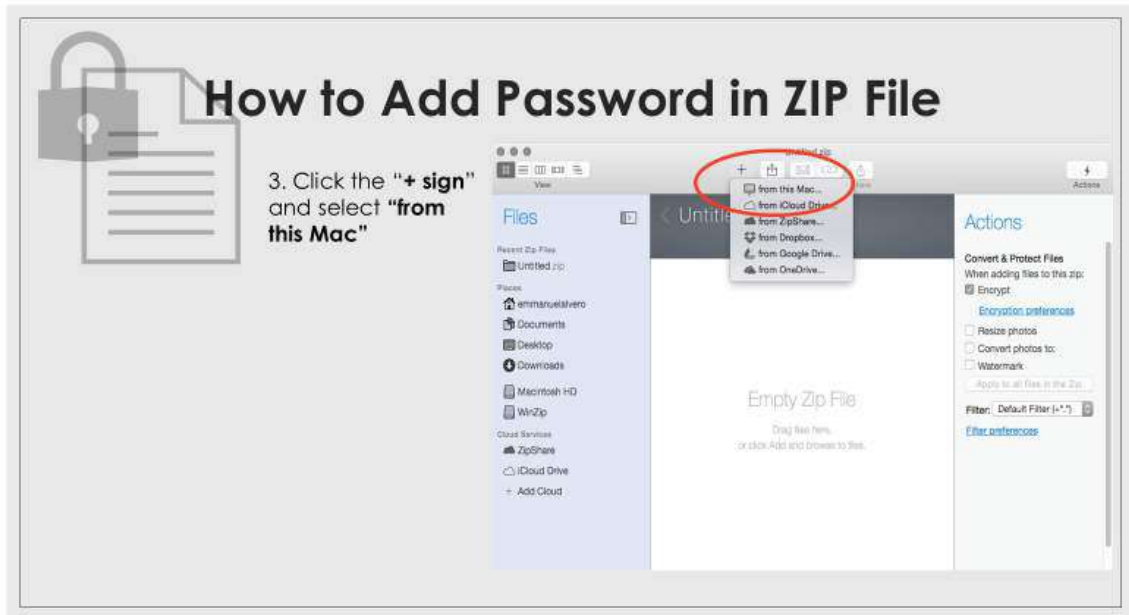 How to Add Password in ZIP File
3. Click the "+ sign"
and select "from
this Mac"
Untitled.zip
View
Actions
+
from this Mac...
from iCloud Drive...
from ZipShare...
from Dropbox...
from Google Drive...
from OneDrive...
Files
Recent Zip Files
Untitled.zip
Places
emmanuelalvero
Documents
Desktop
Downloads
Macintosh HD
WinZip
Cloud Services
ZipShare
iCloud Drive
+ Add Cloud
Empty Zip File
Drag files here,
or click Add and browse to files.
Actions
Convert & Protect Files
When adding files to this zip:
Encrypt
Encryption preferences
Resize photos
Convert photos to:
Watermark
Apply to all files in the Zip
Filter: Default Filter (+*.*)
Filter preferences